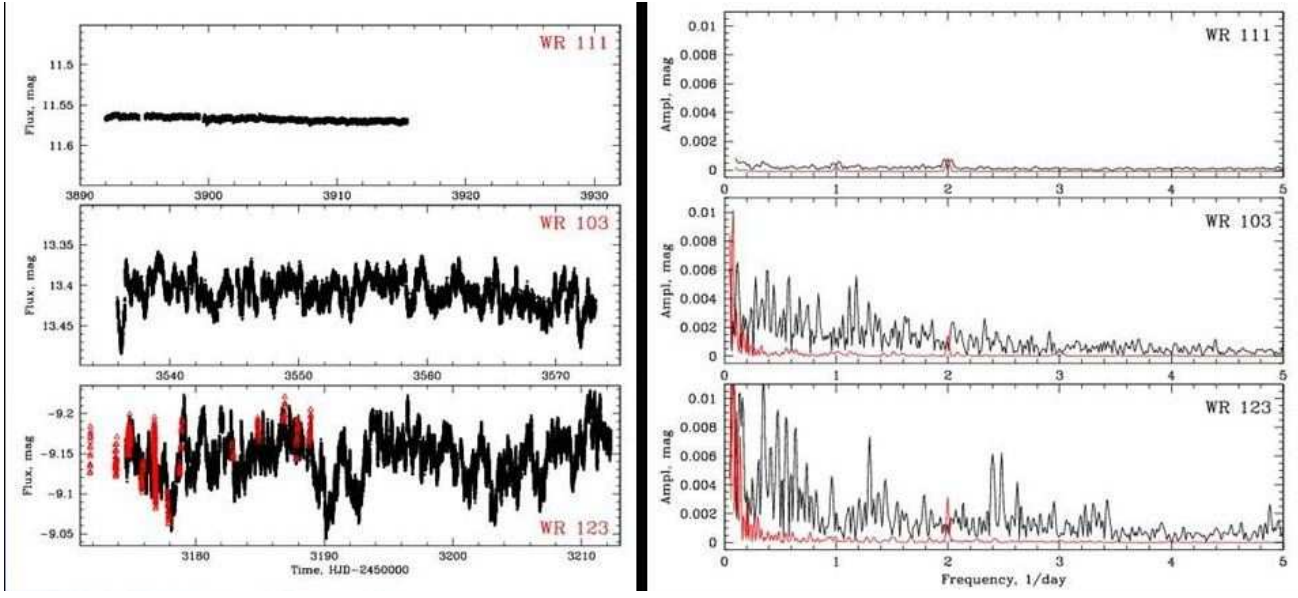 WR 111
11.5
11.55
11.6
Flux, mag
3890 3900 3910 3920 3930
WR 103
13.35
13.4
13.45
Flux, mag
3540 3550 3560 3570
-9.2
-9.15
-9.1
-9.05
Flux, mag
WR 123
3180 3190 3200 3210
Time, HJD-2450000
WR 111
0.01
0.008
0.006
0.004
0.002
0
Ampl, mag
0 1 2 3 4 5
WR 103
0.01
0.008
0.006
0.004
0.002
0
Ampl, mag
0 1 2 3 4 5
WR 123
0.01
0.008
0.006
0.004
0.002
0
Ampl, mag
0 1 2 3 4 5
Frequency, 1/day